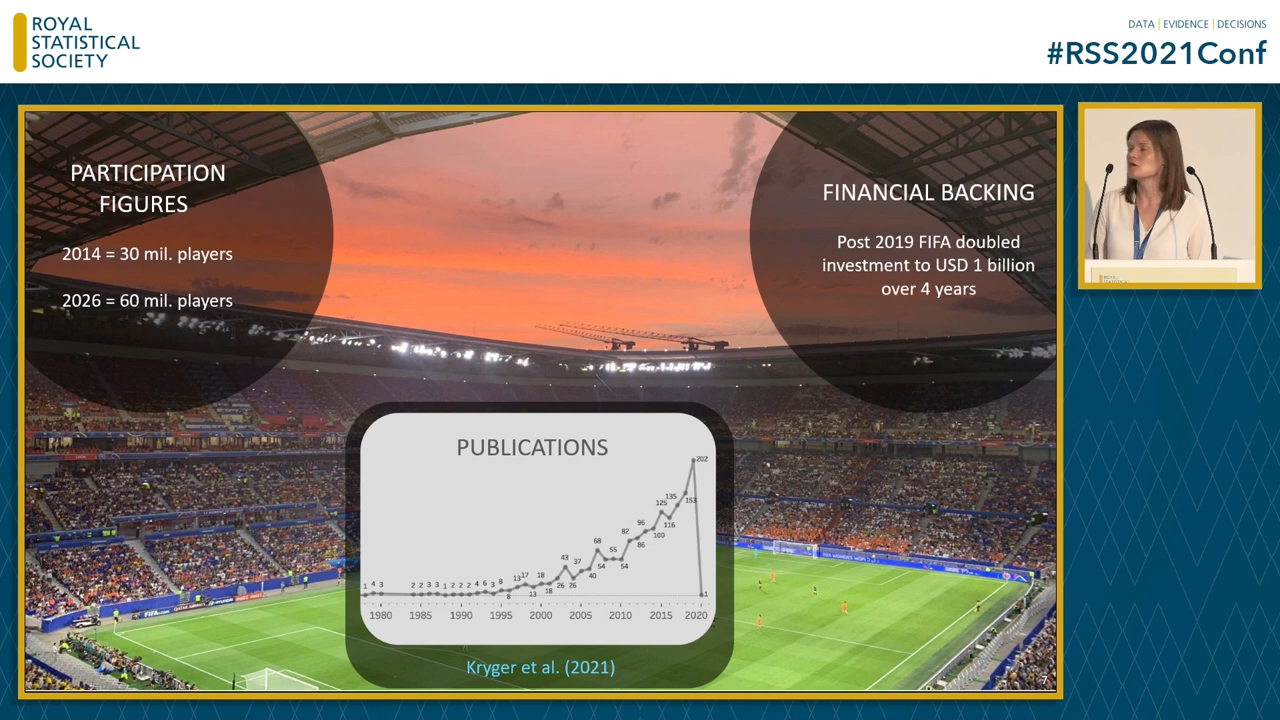 ROYAL
STATISTICAL
SOCIETY
DATA | EVIDENCE | DECISIONS
#RSS2021Conf
PARTICIPATION
FIGURES
2014 = 30 mil. players
2026 = 60 mil. players
FINANCIAL BACKING
Post 2019 FIFA doubled
investment to USD 1 billion
over 4 years
PUBLICATIONS
1 4 3 2 2 3 3 1 2 2 2 4 6 3 8 8 13 17 13 18 18 26 43 26 37 40 68 54 55 54 82 86 96 100 125 116 135 153 202 1
1980 1985 1990 1995 2000 2005 2010 2015 2020
Kryger et al. (2021)
7